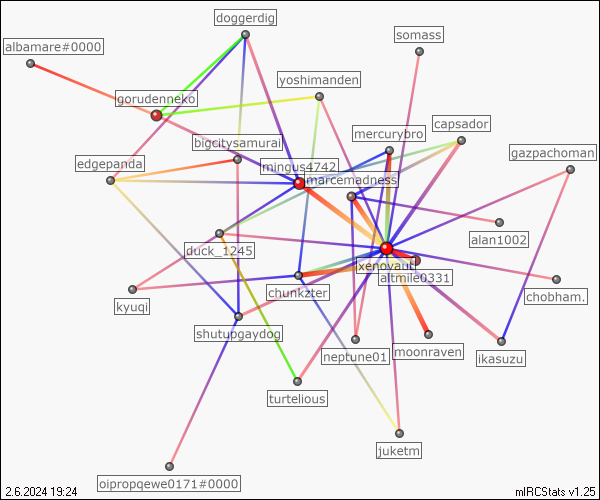 doggerdig
somass
albamare#0000
yoshimanden
gorudenneko
capsador
mercurybro
bigcitysamurai
gazpachoman
edgepanda
mingus4742
marcemadness
alan1002
duck_1245
xenovaut
altmile0331
chunkzter
chobham.
kyuqi
shutupgaydog
neptune01
moonraven
ikasuzu
turtelious
juketm
oipropqewe0171#0000
2.6.2024 19:24
mIRCStats v1.25